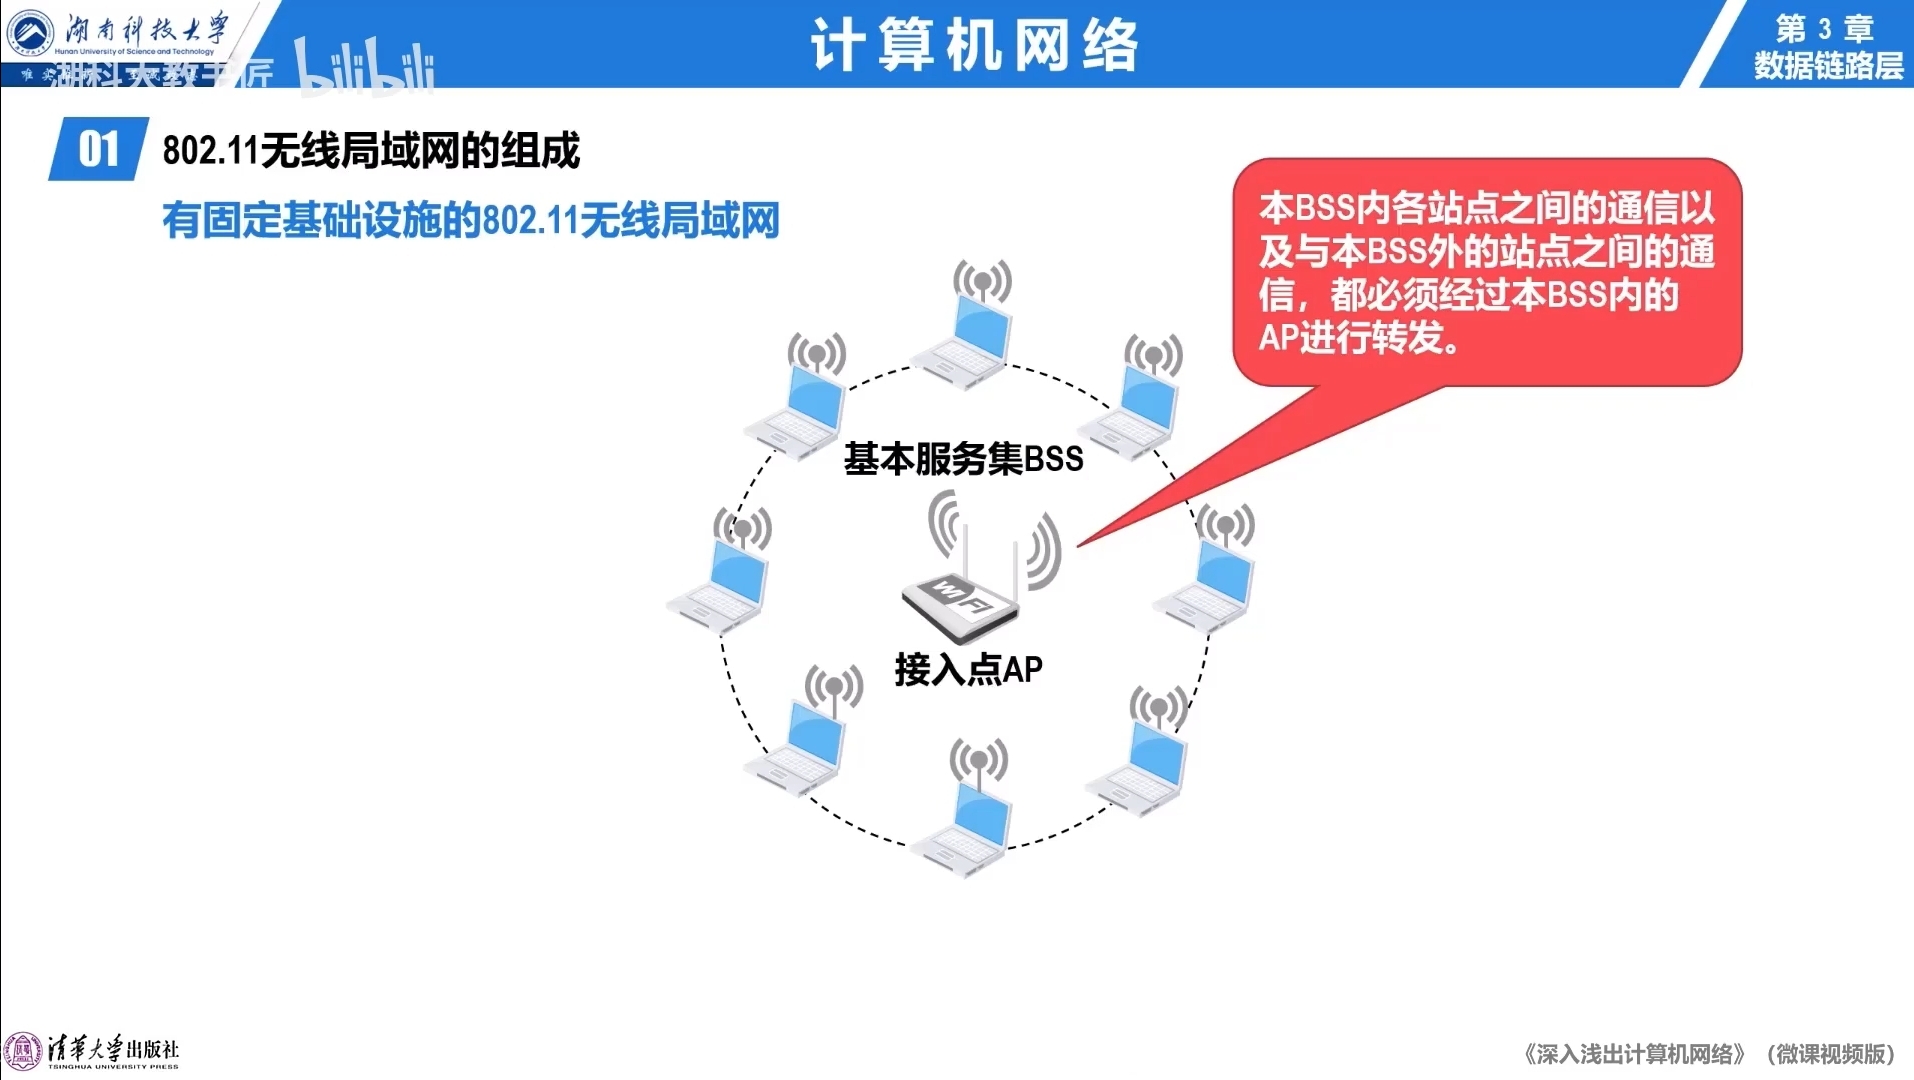 湖南科技大学
Hunan University of Science and Technology
湖科大教书匠 bilibili
计算机网络
第 3 章
数据链路层
01 802.11无线局域网的组成
有固定基础设施的802.11无线局域网
本BSS内各站点之间的通信以
及与本BSS外的站点之间的通
信，都必须经过本BSS内的
AP进行转发。
基本服务集BSS
WiFi
接入点AP
清华大学出版社
TSINGHUA UNIVERSITY PRESS
《深入浅出计算机网络》（微课视频版）